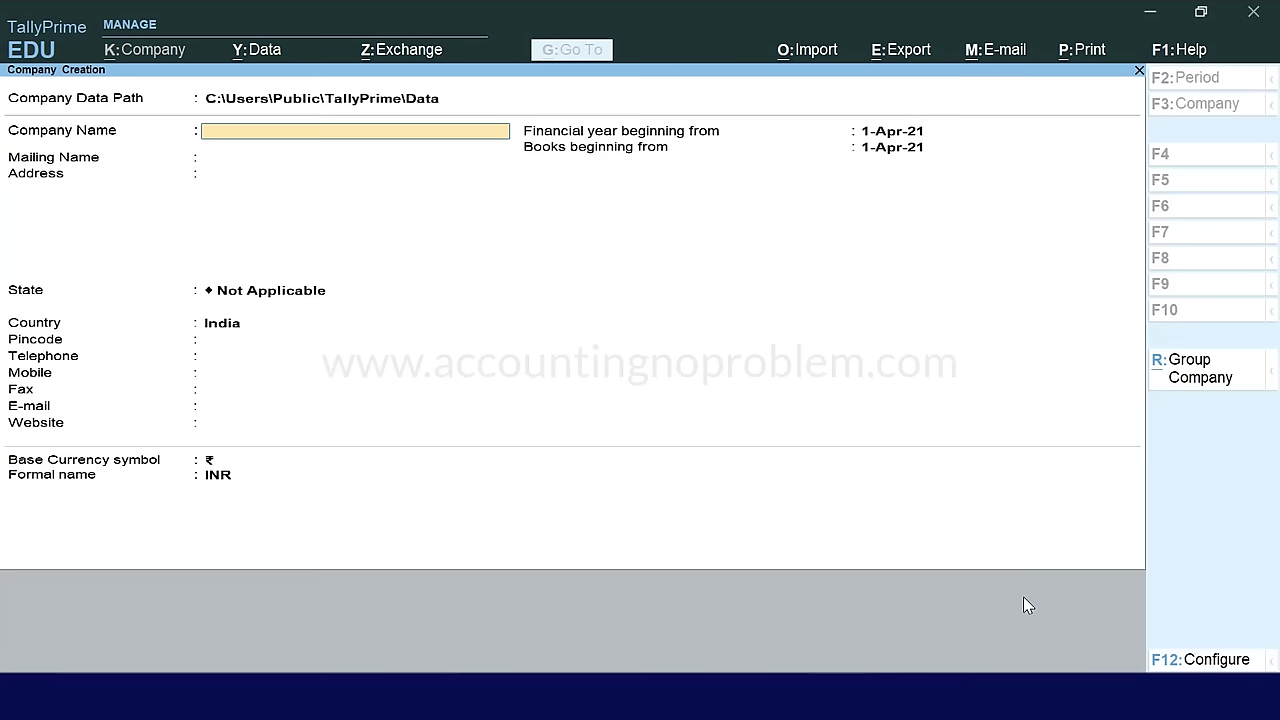 TallyPrime
EDU
MANAGE
K:Company Y:Data Z:Exchange G:Go To O:Import E:Export M:E-mail P:Print F1:Help
Company Creation
Company Data Path : C:\Users\Public\TallyPrime\Data
Company Name : Financial year beginning from : 1-Apr-21
Books beginning from : 1-Apr-21
Mailing Name :
Address :
State : ♦ Not Applicable
Country : India
Pincode :
Telephone :
Mobile :
Fax :
E-mail :
Website :
www.accountingnoproblem.com
Base Currency symbol : ₹
Formal name : INR
F2:Period
F3:Company
F4
F5
F6
F7
F8
F9
F10
R:Group
Company
F12:Configure